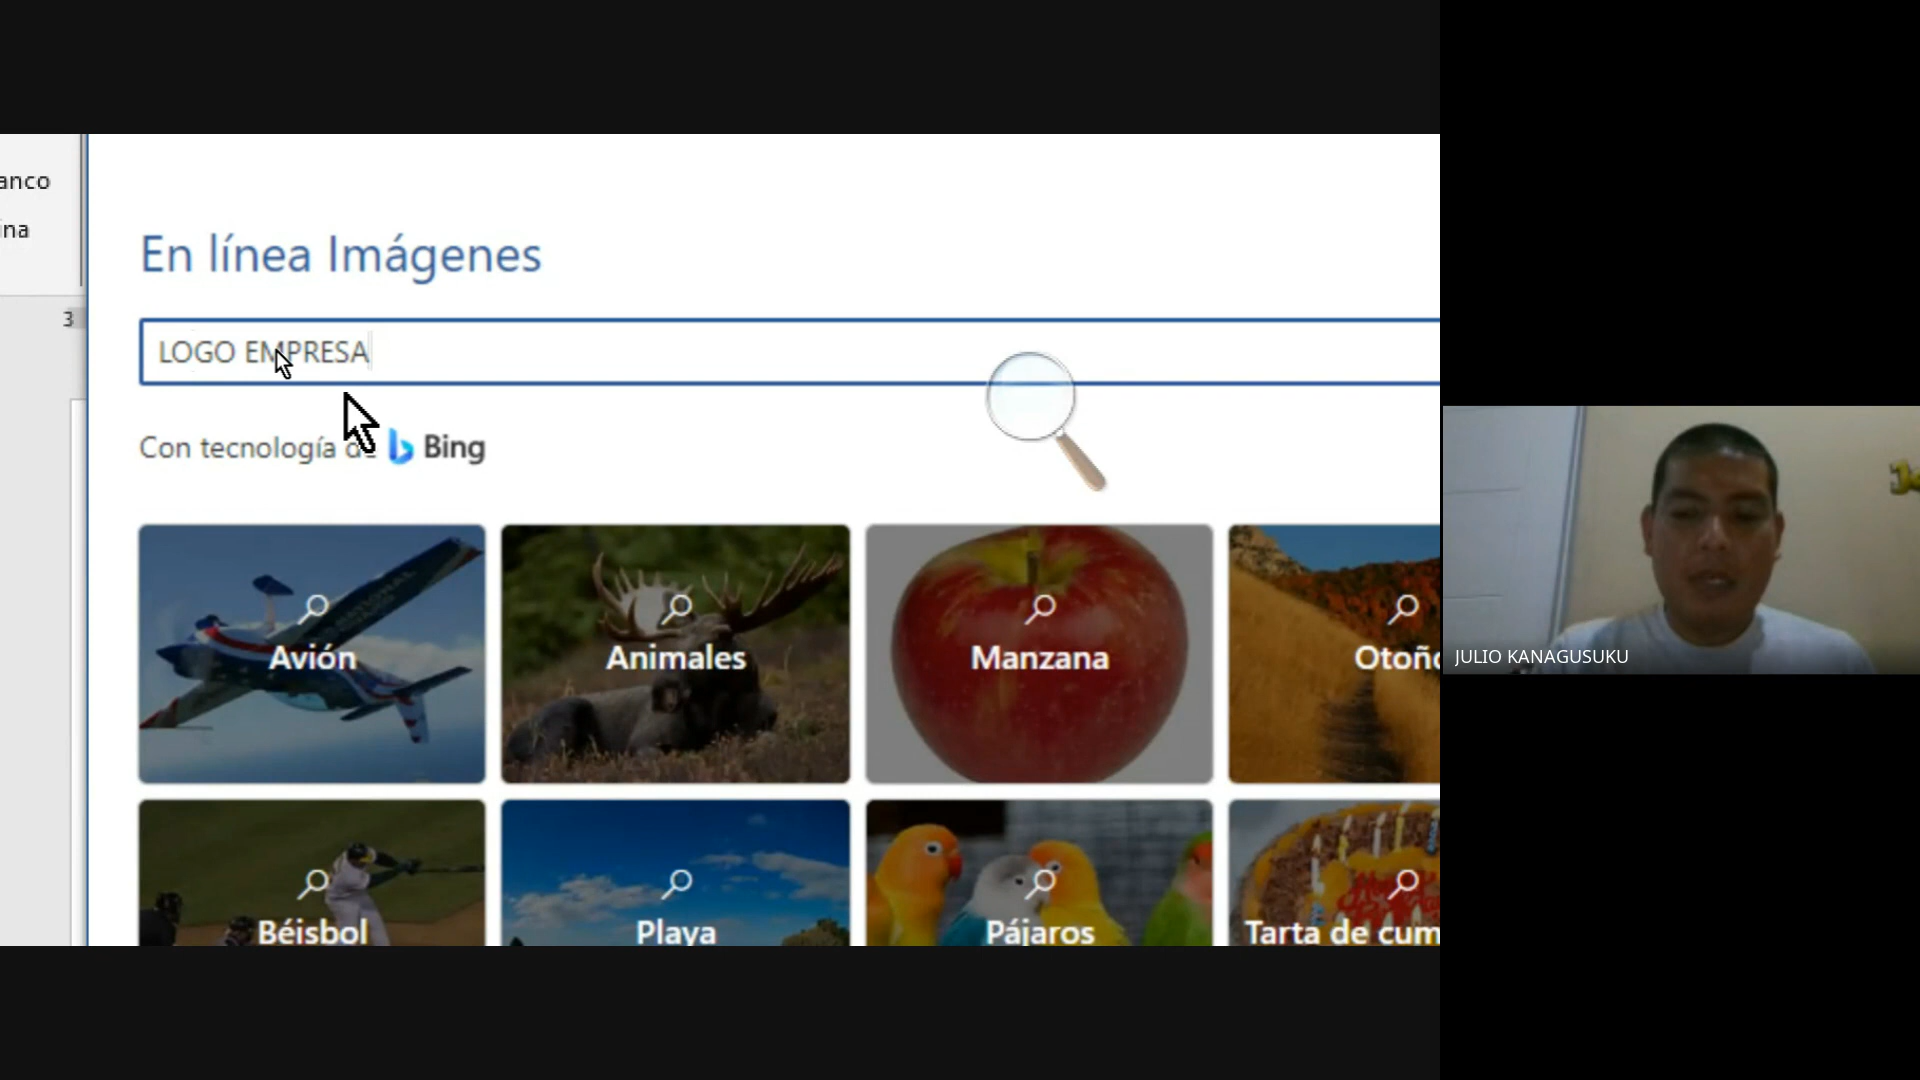 anco
ina
3
En línea Imágenes
LOGO EMPRESA
Con tecnología de Bing
Avión
Animales
Manzana
Otoño
Béisbol
Playa
Pájaros
Tarta de cum
JULIO KANAGUSUKU